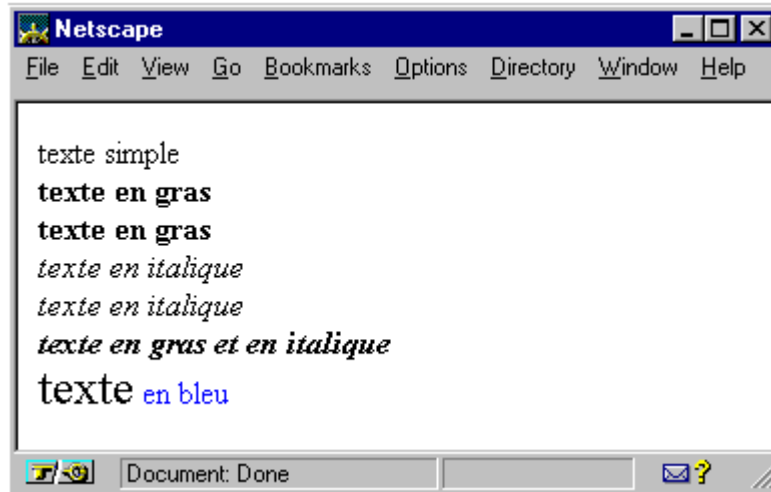 Netscape
File Edit View Go Bookmarks Options Directory Window Help
texte simple
texte en gras
texte en gras
texte en italique
texte en italique
texte en gras et en italique
texte en bleu
Document: Done
?